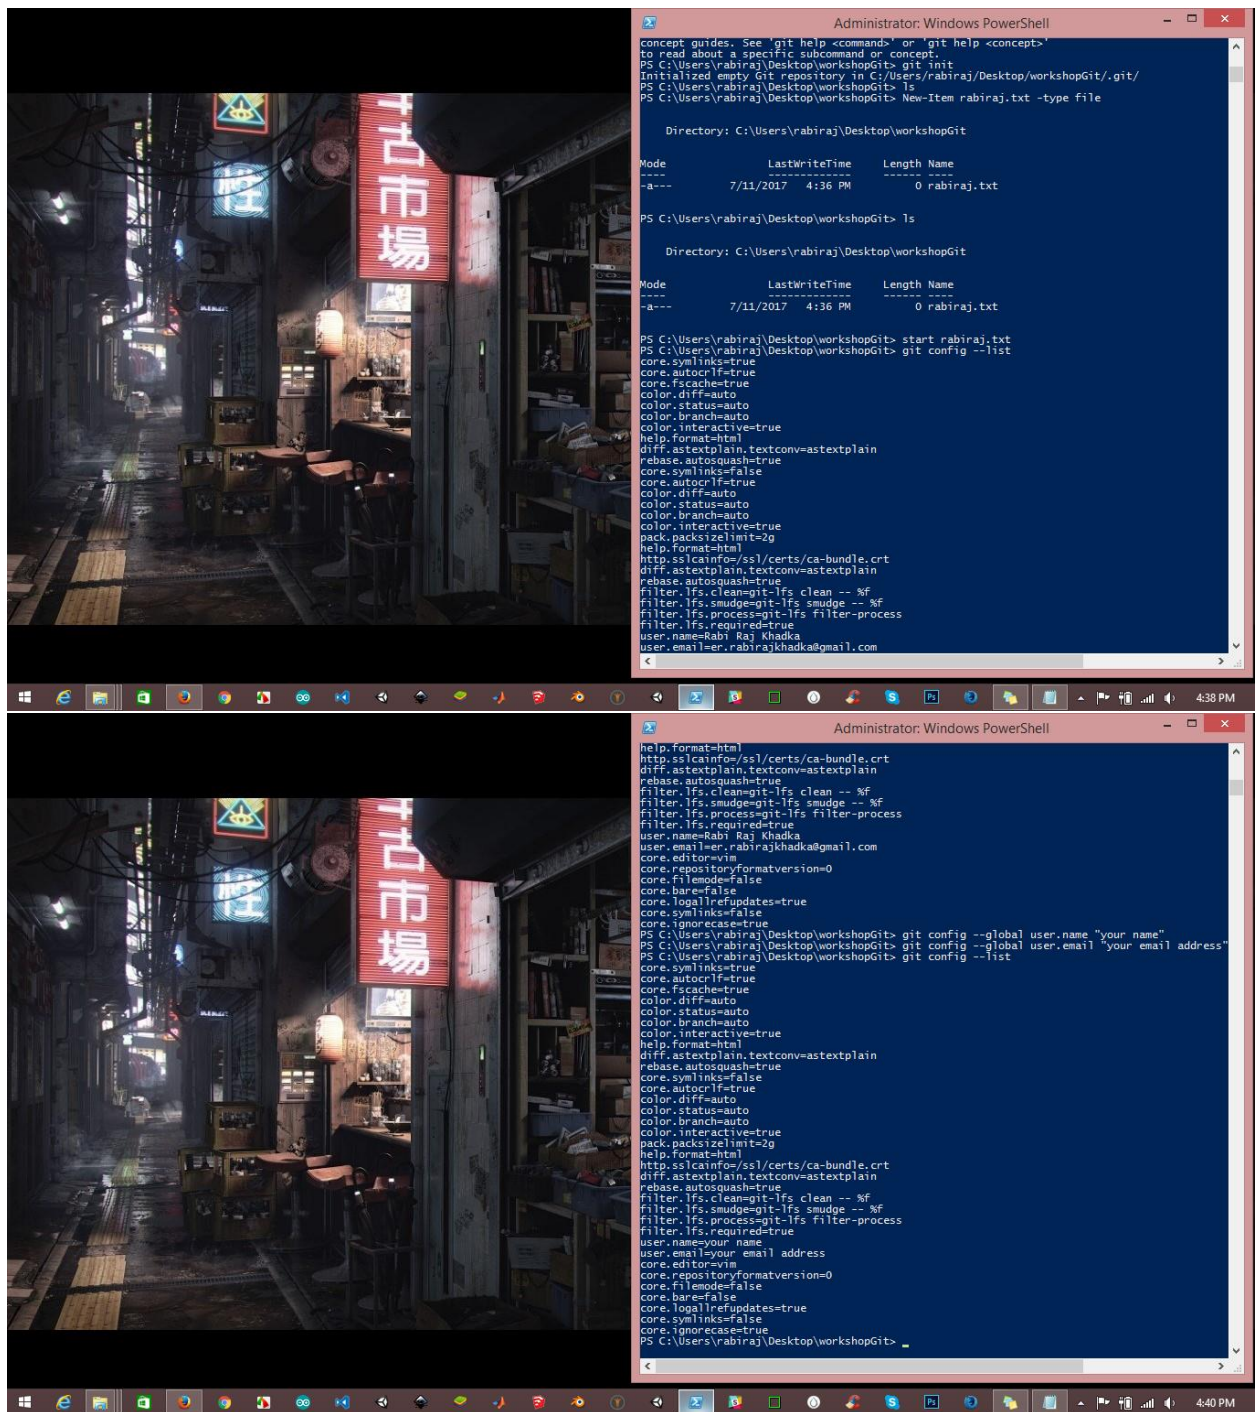 Administrator: Windows PowerShell
concept guides. See 'git help <command>' or 'git help <concept>'
to read about a specific subcommand or concept.
PS C:\Users\rabiraj\Desktop\workshopGit> git init
Initialized empty Git repository in C:/Users/rabiraj/Desktop/workshopGit/.git/
PS C:\Users\rabiraj\Desktop\workshopGit> ls
PS C:\Users\rabiraj\Desktop\workshopGit> New-Item rabiraj.txt -type file
Directory: C:\Users\rabiraj\Desktop\workshopGit
Mode LastWriteTime Length Name
---- ------------- ------ ----
-a--- 7/11/2017 4:36 PM 0 rabiraj.txt
PS C:\Users\rabiraj\Desktop\workshopGit> ls
Directory: C:\Users\rabiraj\Desktop\workshopGit
Mode LastWriteTime Length Name
---- ------------- ------ ----
-a--- 7/11/2017 4:36 PM 0 rabiraj.txt
PS C:\Users\rabiraj\Desktop\workshopGit> start rabiraj.txt
PS C:\Users\rabiraj\Desktop\workshopGit> git config --list
core.symlinks=true
core.autocrlf=true
core.fscache=true
color.diff=auto
color.status=auto
color.branch=auto
color.interactive=true
help.format=html
diff.astextplain.textconv=astextplain
rebase.autosquash=true
core.symlinks=false
core.autocrlf=true
color.diff=auto
color.status=auto
color.branch=auto
color.interactive=true
pack.packsizelimit=2g
help.format=html
http.sslcainfo=/ssl/certs/ca-bundle.crt
diff.astextplain.textconv=astextplain
rebase.autosquash=true
filter.lfs.clean=git-lfs clean -- %f
filter.lfs.smudge=git-lfs smudge -- %f
filter.lfs.process=git-lfs filter-process
filter.lfs.required=true
user.name=Rabi Raj Khadka
user.email=er.rabirajkhadka@gmail.com
古市場
性
4:38 PM
Administrator: Windows PowerShell
help.format=html
http.sslcainfo=/ssl/certs/ca-bundle.crt
diff.astextplain.textconv=astextplain
rebase.autosquash=true
filter.lfs.clean=git-lfs clean -- %f
filter.lfs.smudge=git-lfs smudge -- %f
filter.lfs.process=git-lfs filter-process
filter.lfs.required=true
user.name=Rabi Raj Khadka
user.email=er.rabirajkhadka@gmail.com
core.editor=vim
core.repositoryformatversion=0
core.filemode=false
core.bare=false
core.logallrefupdates=true
core.symlinks=false
core.ignorecase=true
PS C:\Users\rabiraj\Desktop\workshopGit> git config --global user.name "your name"
PS C:\Users\rabiraj\Desktop\workshopGit> git config --global user.email "your email address"
PS C:\Users\rabiraj\Desktop\workshopGit> git config --list
core.symlinks=true
core.autocrlf=true
core.fscache=true
color.diff=auto
color.status=auto
color.branch=auto
color.interactive=true
help.format=html
diff.astextplain.textconv=astextplain
rebase.autosquash=true
core.symlinks=false
core.autocrlf=true
color.diff=auto
color.status=auto
color.branch=auto
color.interactive=true
pack.packsizelimit=2g
help.format=html
http.sslcainfo=/ssl/certs/ca-bundle.crt
diff.astextplain.textconv=astextplain
rebase.autosquash=true
filter.lfs.clean=git-lfs clean -- %f
filter.lfs.smudge=git-lfs smudge -- %f
filter.lfs.process=git-lfs filter-process
filter.lfs.required=true
user.name=your name
user.email=your email address
core.editor=vim
core.repositoryformatversion=0
core.filemode=false
core.bare=false
core.logallrefupdates=true
core.symlinks=false
core.ignorecase=true
PS C:\Users\rabiraj\Desktop\workshopGit> _
古市場
性
4:40 PM